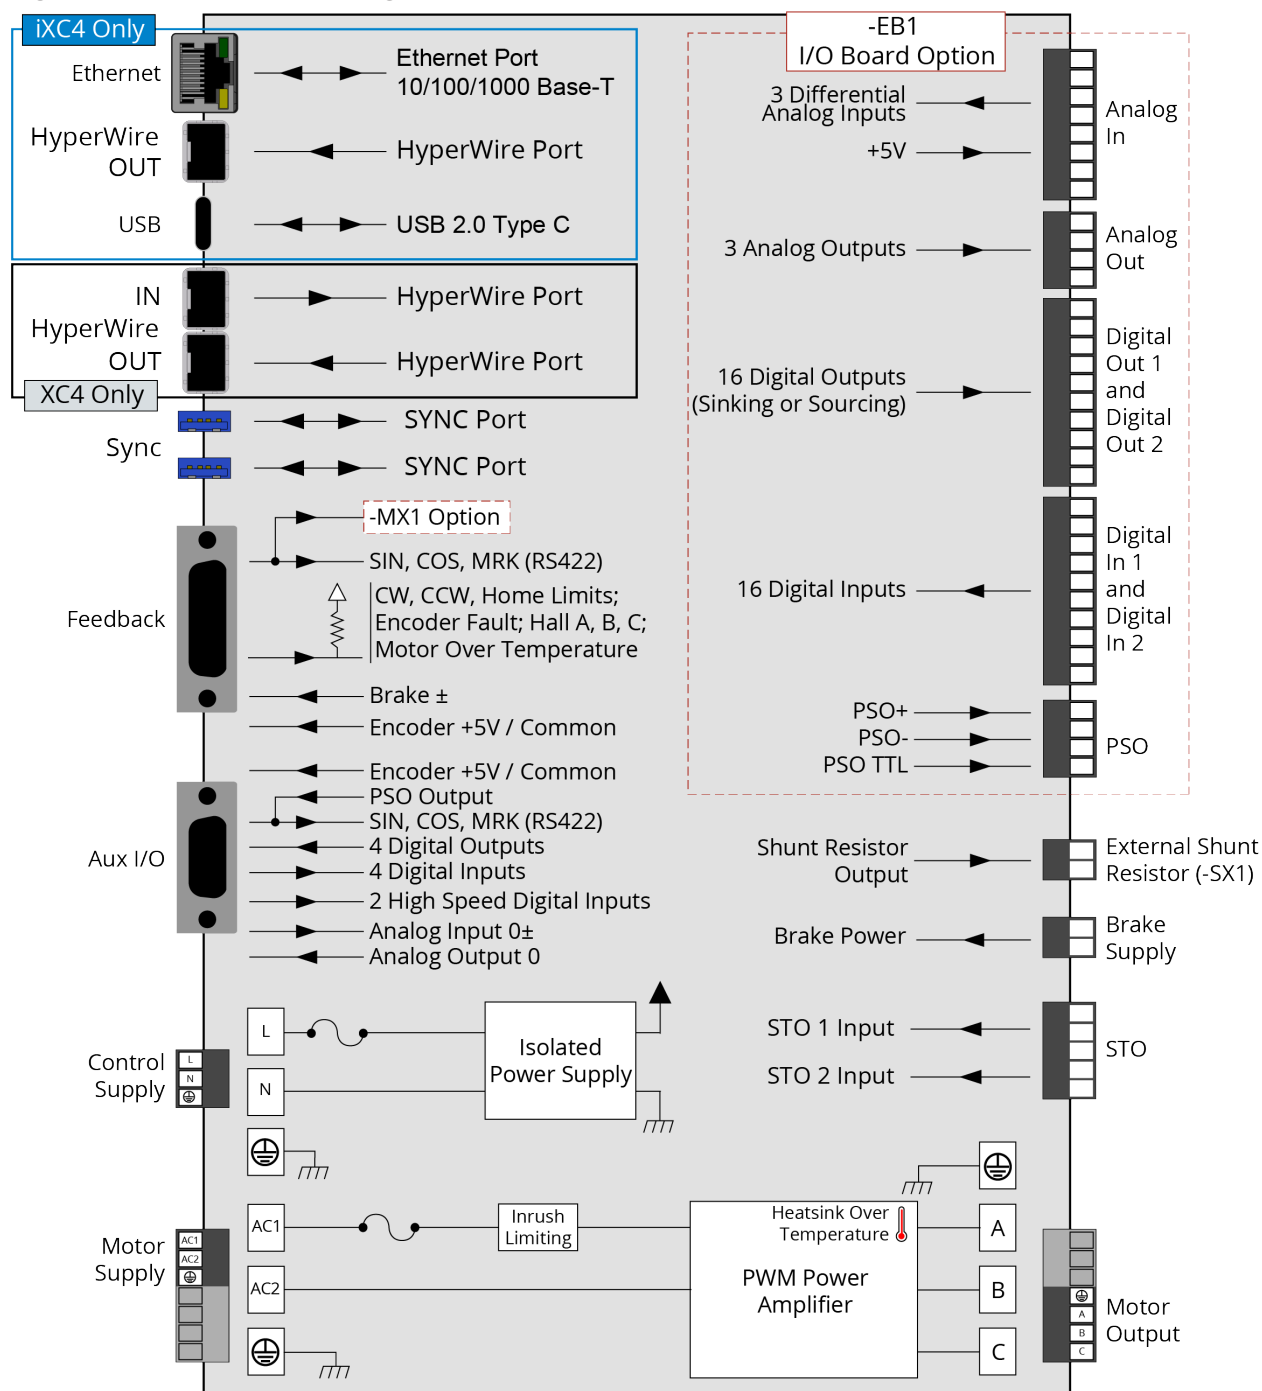 iXC4 Only
Ethernet
Ethernet Port
10/100/1000 Base-T
HyperWire
OUT
HyperWire Port
USB
USB 2.0 Type C
IN
HyperWire Port
HyperWire
OUT
HyperWire Port
XC4 Only
SYNC Port
Sync
SYNC Port
-MX1 Option
SIN, COS, MRK (RS422)
CW, CCW, Home Limits;
Encoder Fault; Hall A, B, C;
Motor Over Temperature
Feedback
Brake ±
Encoder +5V / Common
Encoder +5V / Common
PSO Output
SIN, COS, MRK (RS422)
4 Digital Outputs
Aux I/O
4 Digital Inputs
2 High Speed Digital Inputs
Analog Input 0±
Analog Output 0
-EB1
I/O Board Option
3 Differential
Analog Inputs
+5V
Analog
In
3 Analog Outputs
Analog
Out
16 Digital Outputs
(Sinking or Sourcing)
Digital
Out 1
and
Digital
Out 2
16 Digital Inputs
Digital
In 1
and
Digital
In 2
PSO+
PSO-
PSO TTL
PSO
Shunt Resistor
Output
External Shunt
Resistor (-SX1)
Brake Power
Brake
Supply
STO 1 Input
STO 2 Input
STO
Control
Supply
L
N
L
N
Isolated
Power Supply
Motor
Supply
AC1
AC2
AC1
AC2
Inrush
Limiting
Heatsink Over
Temperature
PWM Power
Amplifier
A
B
C
A
B
C
Motor
Output